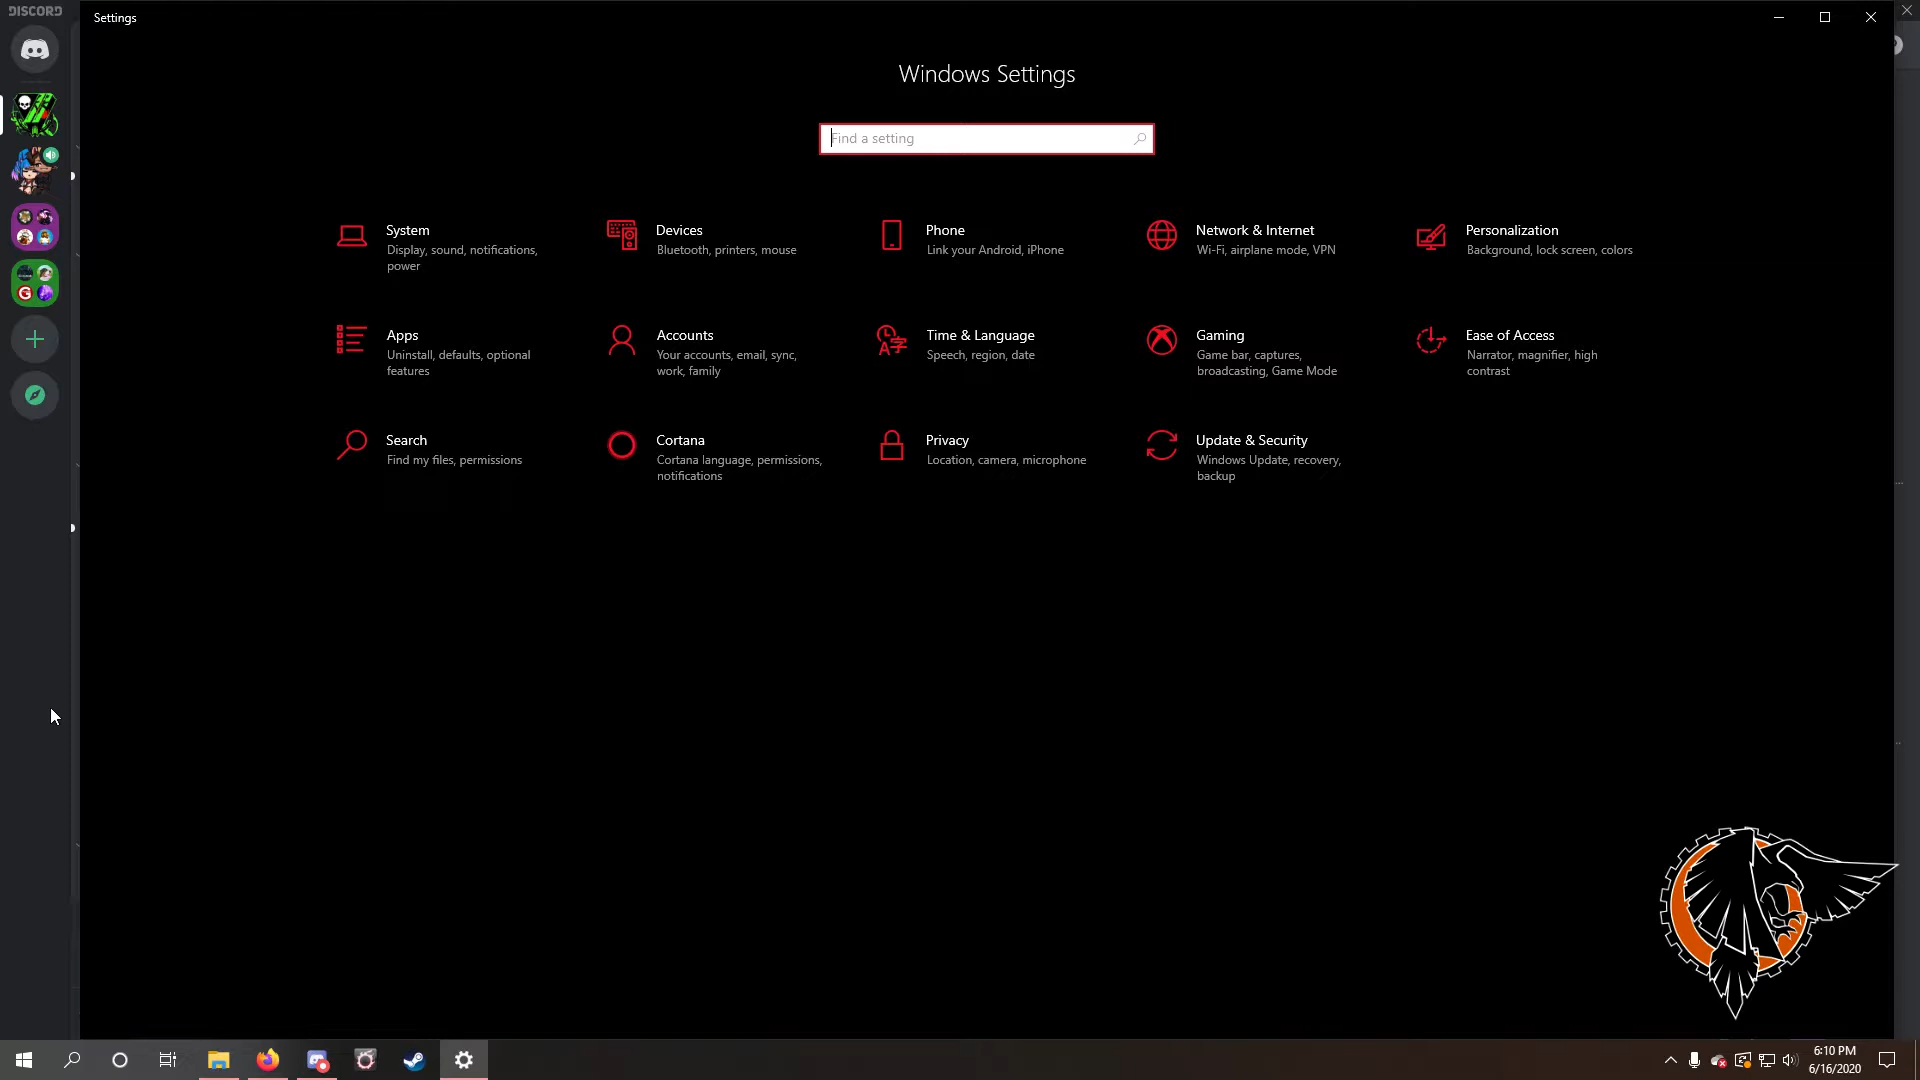 DISCORD
Settings
Windows Settings
Find a setting
System
Display, sound, notifications,
power
Devices
Bluetooth, printers, mouse
Phone
Link your Android, iPhone
Network & Internet
Wi-Fi, airplane mode, VPN
Personalization
Background, lock screen, colors
Apps
Uninstall, defaults, optional
features
Accounts
Your accounts, email, sync,
work, family
Time & Language
Speech, region, date
Gaming
Game bar, captures,
broadcasting, Game Mode
Ease of Access
Narrator, magnifier, high
contrast
Search
Find my files, permissions
Cortana
Cortana language, permissions,
notifications
Privacy
Location, camera, microphone
Update & Security
Windows Update, recovery,
backup
6:10 PM
6/16/2020